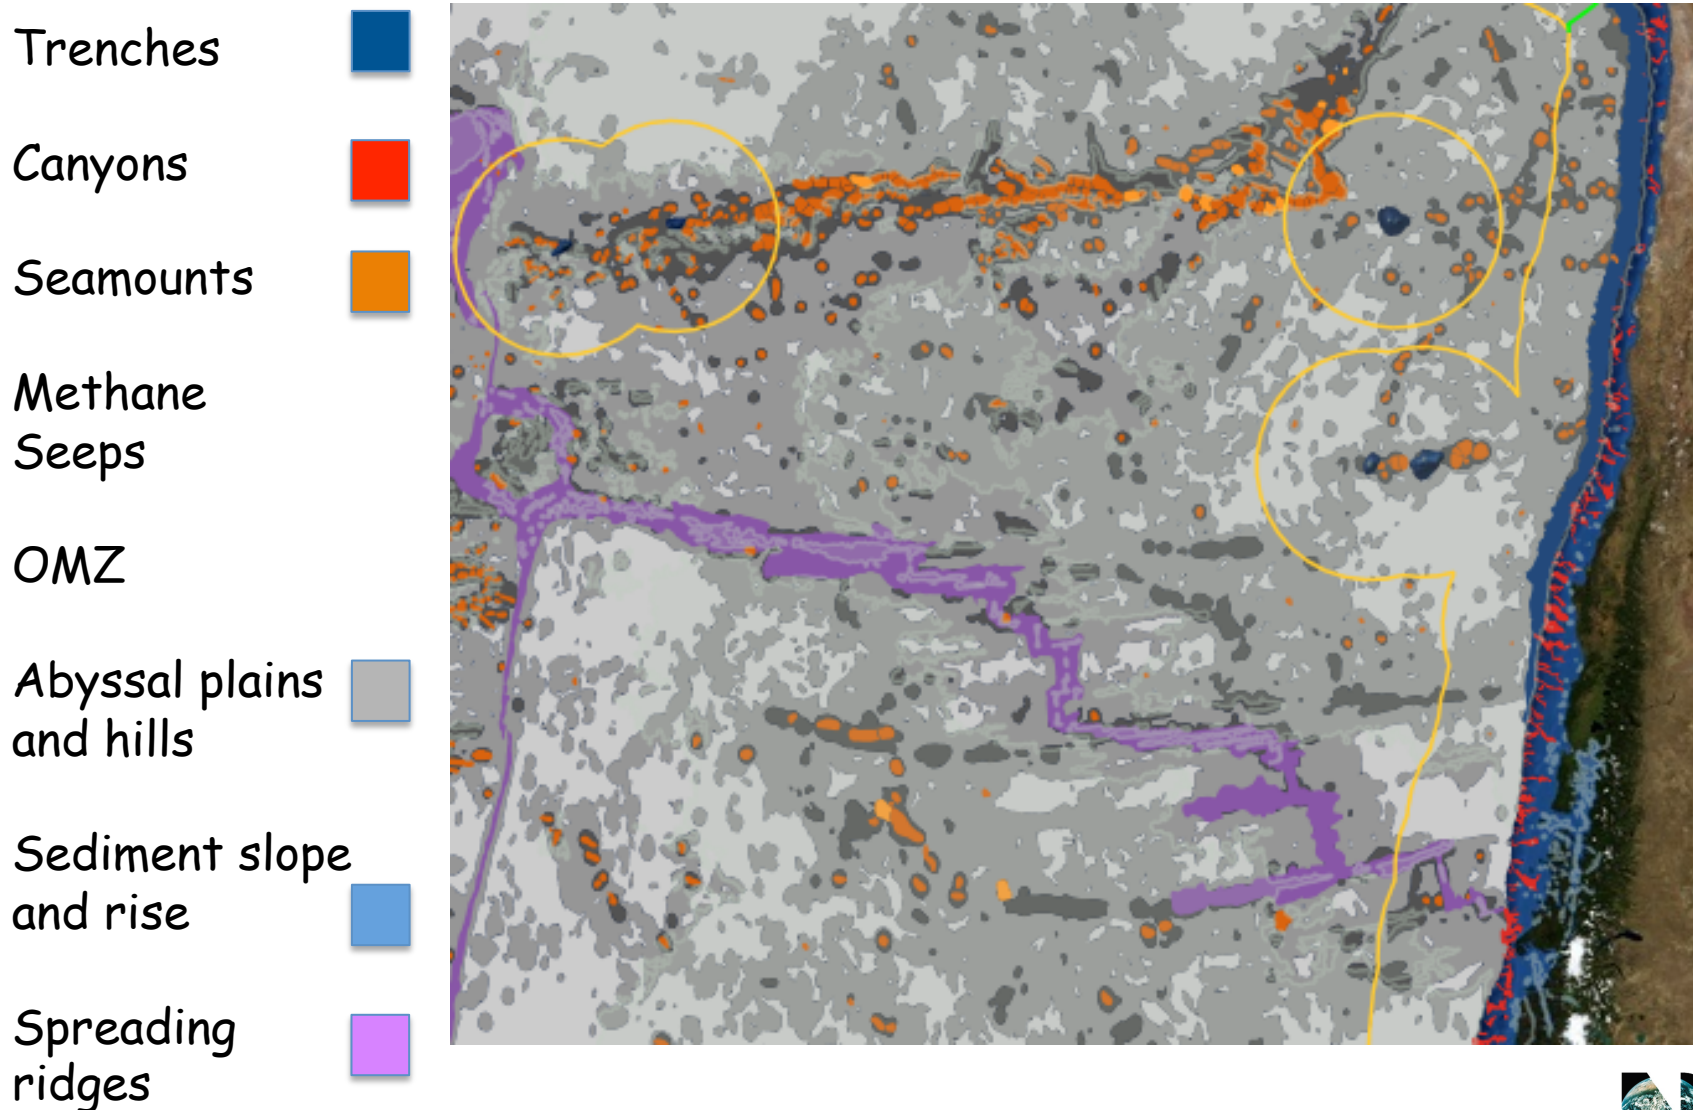 Trenches
Canyons
Seamounts
Methane
Seeps
OMZ
Abyssal plains
and hills
Sediment slope
and rise
Spreading
ridges